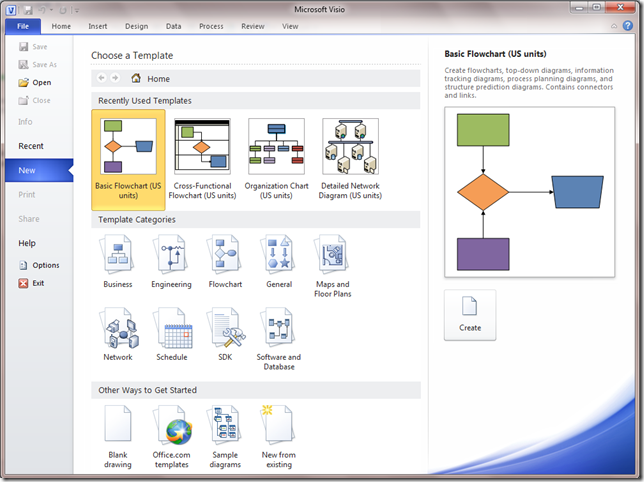 Microsoft Visio
File Home Insert Design Data Process Review View
Save
Save As
Open
Close
Info
Recent
New
Print
Share
Help
Options
Exit
Choose a Template
Home
Recently Used Templates
Basic Flowchart (US
units)
Cross-Functional
Flowchart (US units)
Organization Chart
(US units)
Detailed Network
Diagram (US units)
Template Categories
Business
Engineering
Flowchart
General
Maps and
Floor Plans
Network
Schedule
SDK
Software and
Database
Other Ways to Get Started
Blank
drawing
Office.com
templates
Sample
diagrams
New from
existing
Basic Flowchart (US units)
Create flowcharts, top-down diagrams, information
tracking diagrams, process planning diagrams, and
structure prediction diagrams. Contains connectors
and links.
Create